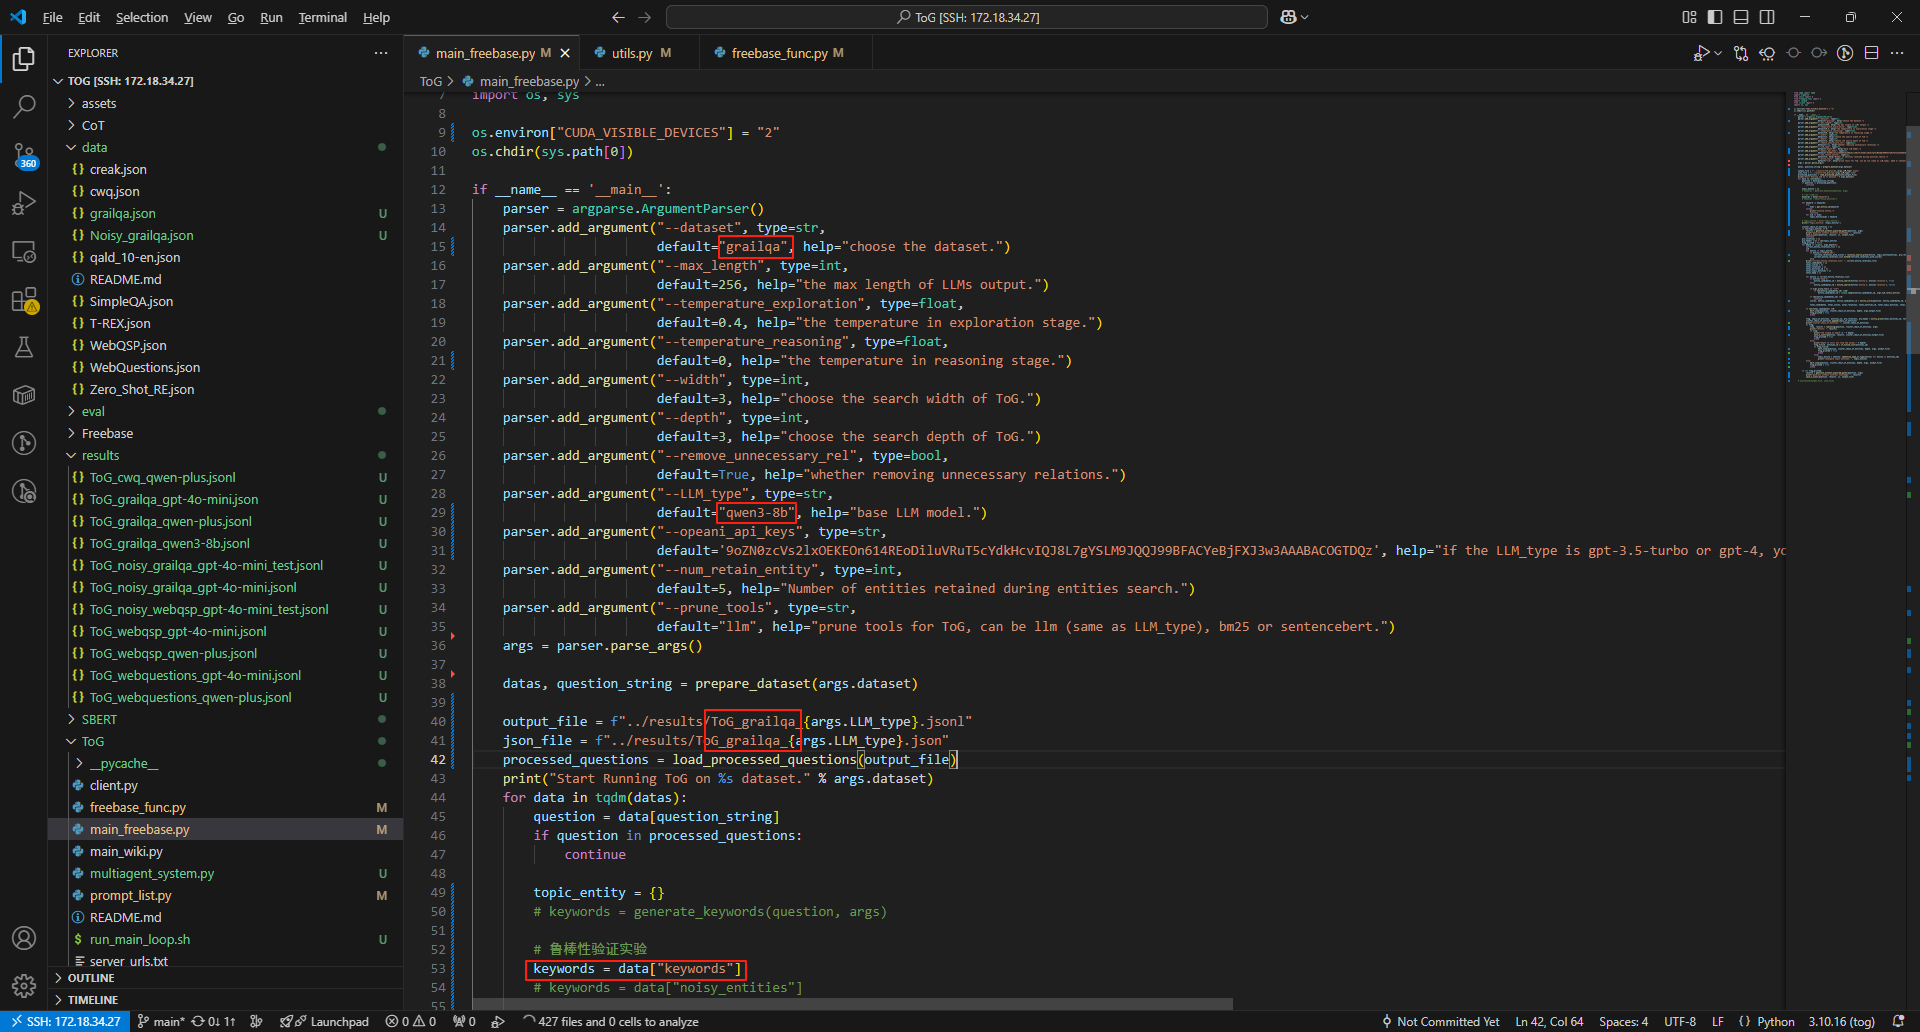 File Edit Selection View Go Run Terminal Help
ToG [SSH: 172.18.34.27]
EXPLORER
TOG [SSH: 172.18.34.27]
assets
CoT
data
creak.json
cwq.json
grailqa.json U
Noisy_grailqa.json U
qald_10-en.json
README.md
SimpleQA.json
T-REX.json
WebQSP.json
WebQuestions.json
Zero_Shot_RE.json
eval
Freebase
results
ToG_cwq_qwen-plus.jsonl U
ToG_grailqa_gpt-4o-mini.json U
ToG_grailqa_qwen-plus.jsonl U
ToG_grailqa_qwen3-8b.jsonl U
ToG_noisy_grailqa_gpt-4o-mini_test.jsonl U
ToG_noisy_grailqa_gpt-4o-mini.jsonl U
ToG_noisy_webqsp_gpt-4o-mini_test.jsonl U
ToG_webqsp_gpt-4o-mini.jsonl U
ToG_webqsp_qwen-plus.jsonl U
ToG_webquestions_gpt-4o-mini.jsonl U
ToG_webquestions_qwen-plus.jsonl U
SBERT
ToG
__pycache__
client.py
freebase_func.py M
main_freebase.py M
main_wiki.py
multiagent_system.py U
prompt_list.py M
README.md
run_main_loop.sh U
server_urls.txt
OUTLINE
TIMELINE
360
main_freebase.py M
utils.py M
freebase_func.py M
ToG > main_freebase.py > ...
7 import os, sys
8
9 os.environ["CUDA_VISIBLE_DEVICES"] = "2"
10 os.chdir(sys.path[0])
11
12 if __name__ == '__main__':
13 parser = argparse.ArgumentParser()
14 parser.add_argument("--dataset", type=str,
15 default="grailqa", help="choose the dataset.")
16 parser.add_argument("--max_length", type=int,
17 default=256, help="the max length of LLMs output.")
18 parser.add_argument("--temperature_exploration", type=float,
19 default=0.4, help="the temperature in exploration stage.")
20 parser.add_argument("--temperature_reasoning", type=float,
21 default=0, help="the temperature in reasoning stage.")
22 parser.add_argument("--width", type=int,
23 default=3, help="choose the search width of ToG.")
24 parser.add_argument("--depth", type=int,
25 default=3, help="choose the search depth of ToG.")
26 parser.add_argument("--remove_unnecessary_rel", type=bool,
27 default=True, help="whether removing unnecessary relations.")
28 parser.add_argument("--LLM_type", type=str,
29 default="qwen3-8b", help="base LLM model.")
30 parser.add_argument("--opeani_api_keys", type=str,
31 default='9oZN0zcVs2lxOEKEOn614REoDiluVRuT5cYdkHcvIQJ8L7gYSLM9JQQJ99BFACYeBjFXJ3w3AAABACOGTDQz', help="if the LLM_type is gpt-3.5-turbo or gpt-4, yo
32 parser.add_argument("--num_retain_entity", type=int,
33 default=5, help="Number of entities retained during entities search.")
34 parser.add_argument("--prune_tools", type=str,
35 default="llm", help="prune tools for ToG, can be llm (same as LLM_type), bm25 or sentencebert.")
36 args = parser.parse_args()
37
38 datas, question_string = prepare_dataset(args.dataset)
39
40 output_file = f"../results/ToG_grailqa_{args.LLM_type}.jsonl"
41 json_file = f"../results/ToG_grailqa_{args.LLM_type}.json"
42 processed_questions = load_processed_questions(output_file)
43 print("Start Running ToG on %s dataset." % args.dataset)
44 for data in tqdm(datas):
45 question = data[question_string]
46 if question in processed_questions:
47 continue
48
49 topic_entity = {}
50 # keywords = generate_keywords(question, args)
51
52 # 鲁棒性验证实验
53 keywords = data["keywords"]
54 # keywords = data["noisy_entities"]
55
SSH: 172.18.34.27 main* 0↓ 1↑ Launchpad 0 0 0 427 files and 0 cells to analyze Not Committed Yet Ln 42, Col 64 Spaces: 4 UTF-8 LF Python 3.10.16 (tog)